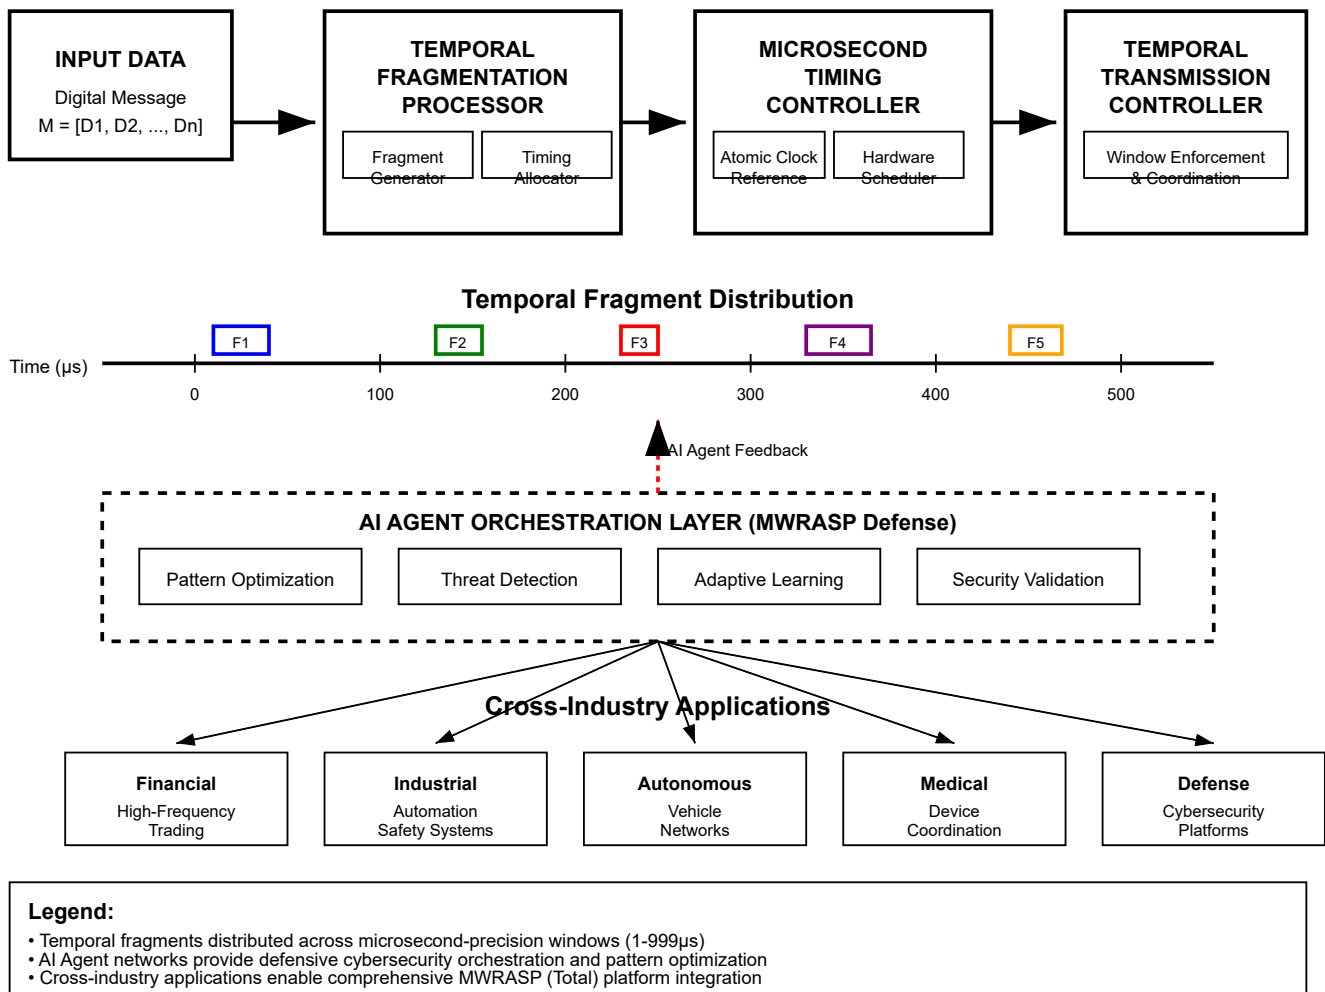 INPUT DATA
Digital Message
M = [D1, D2, ..., Dn]
TEMPORAL
FRAGMENTATION
PROCESSOR
Fragment
Generator
Timing
Allocator
MICROSECOND
TIMING
CONTROLLER
Atomic Clock
Reference
Hardware
Scheduler
TEMPORAL
TRANSMISSION
CONTROLLER
Window Enforcement
& Coordination
Temporal Fragment Distribution
F1 F2 F3 F4 F5
Time (µs)
0 100 200 300 400 500
AI Agent Feedback
AI AGENT ORCHESTRATION LAYER (MWRASP Defense)
Pattern Optimization
Threat Detection
Adaptive Learning
Security Validation
Cross-Industry Applications
Financial
High-Frequency
Trading
Industrial
Automation
Safety Systems
Autonomous
Vehicle
Networks
Medical
Device
Coordination
Defense
Cybersecurity
Platforms
Legend:
• Temporal fragments distributed across microsecond-precision windows (1-999µs)
• AI Agent networks provide defensive cybersecurity orchestration and pattern optimization
• Cross-industry applications enable comprehensive MWRASP (Total) platform integration